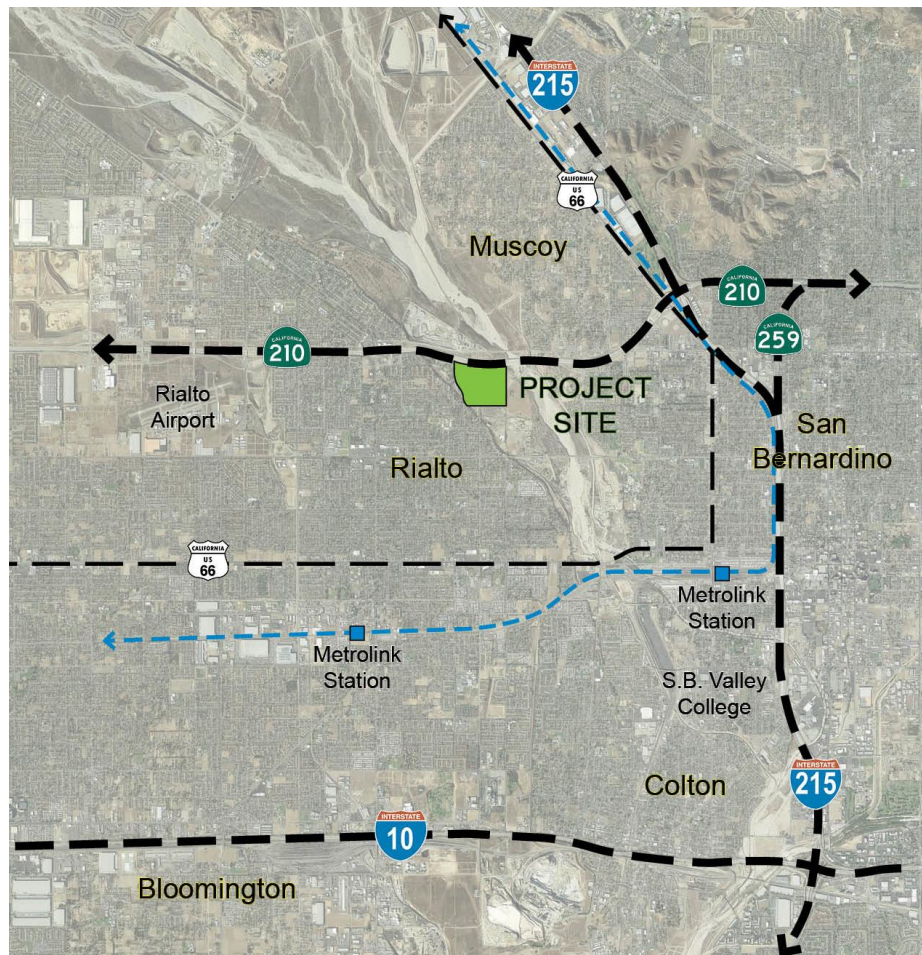 INTERSTATE
215
CALIFORNIA
US
66
Muscoy
CALIFORNIA
210
CALIFORNIA
259
CALIFORNIA
210
PROJECT
SITE
Rialto
Airport
San
Bernardino
Rialto
CALIFORNIA
US
66
Metrolink
Station
Metrolink
Station
S.B. Valley
College
Colton
INTERSTATE
215
INTERSTATE
10
Bloomington